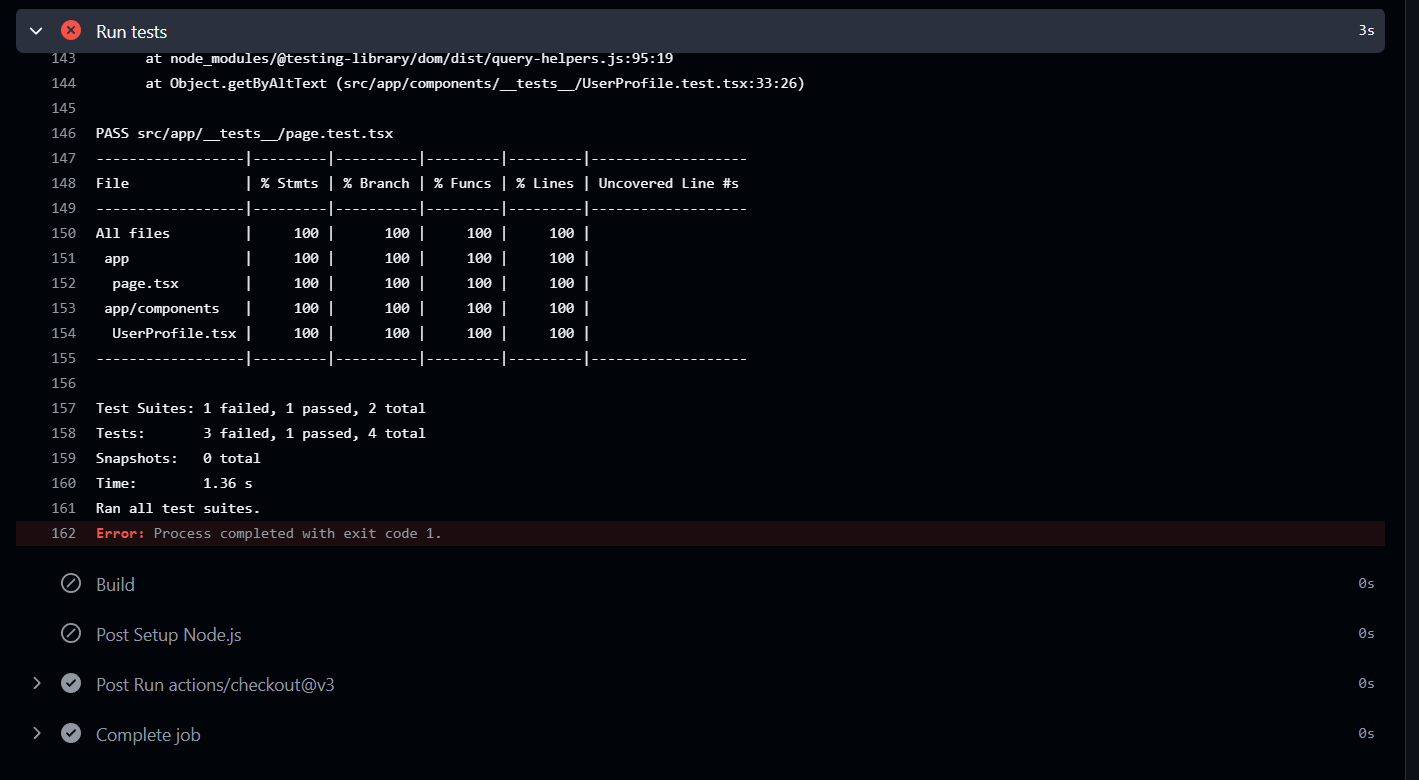 Run tests 3s
143 at node_modules/@testing-library/dom/dist/query-helpers.js:95:19
144 at Object.getByAltText (src/app/components/__tests__/UserProfile.test.tsx:33:26)
145
146 PASS src/app/__tests__/page.test.tsx
147 ------------------|---------|----------|---------|---------|-------------------
148 File              | % Stmts | % Branch | % Funcs | % Lines | Uncovered Line #s
149 ------------------|---------|----------|---------|---------|-------------------
150 All files         |     100 |      100 |     100 |     100 |
151  app              |     100 |      100 |     100 |     100 |
152   page.tsx        |     100 |      100 |     100 |     100 |
153  app/components   |     100 |      100 |     100 |     100 |
154   UserProfile.tsx |     100 |      100 |     100 |     100 |
155 ------------------|---------|----------|---------|---------|-------------------
156
157 Test Suites: 1 failed, 1 passed, 2 total
158 Tests:       3 failed, 1 passed, 4 total
159 Snapshots:   0 total
160 Time:        1.36 s
161 Ran all test suites.
162 Error: Process completed with exit code 1.
Build 0s
Post Setup Node.js 0s
Post Run actions/checkout@v3 0s
Complete job 0s